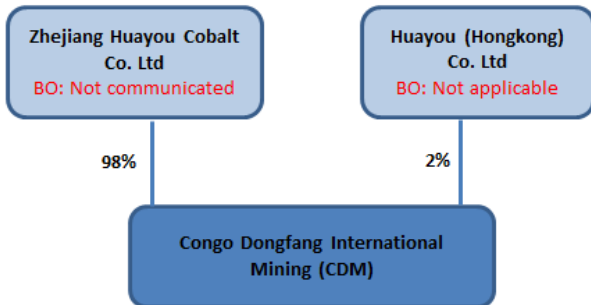 Zhejiang Huayou Cobalt
Co. Ltd
BO: Not communicated
Huayou (Hongkong)
Co. Ltd
BO: Not applicable
98%
2%
Congo Dongfang International
Mining (CDM)